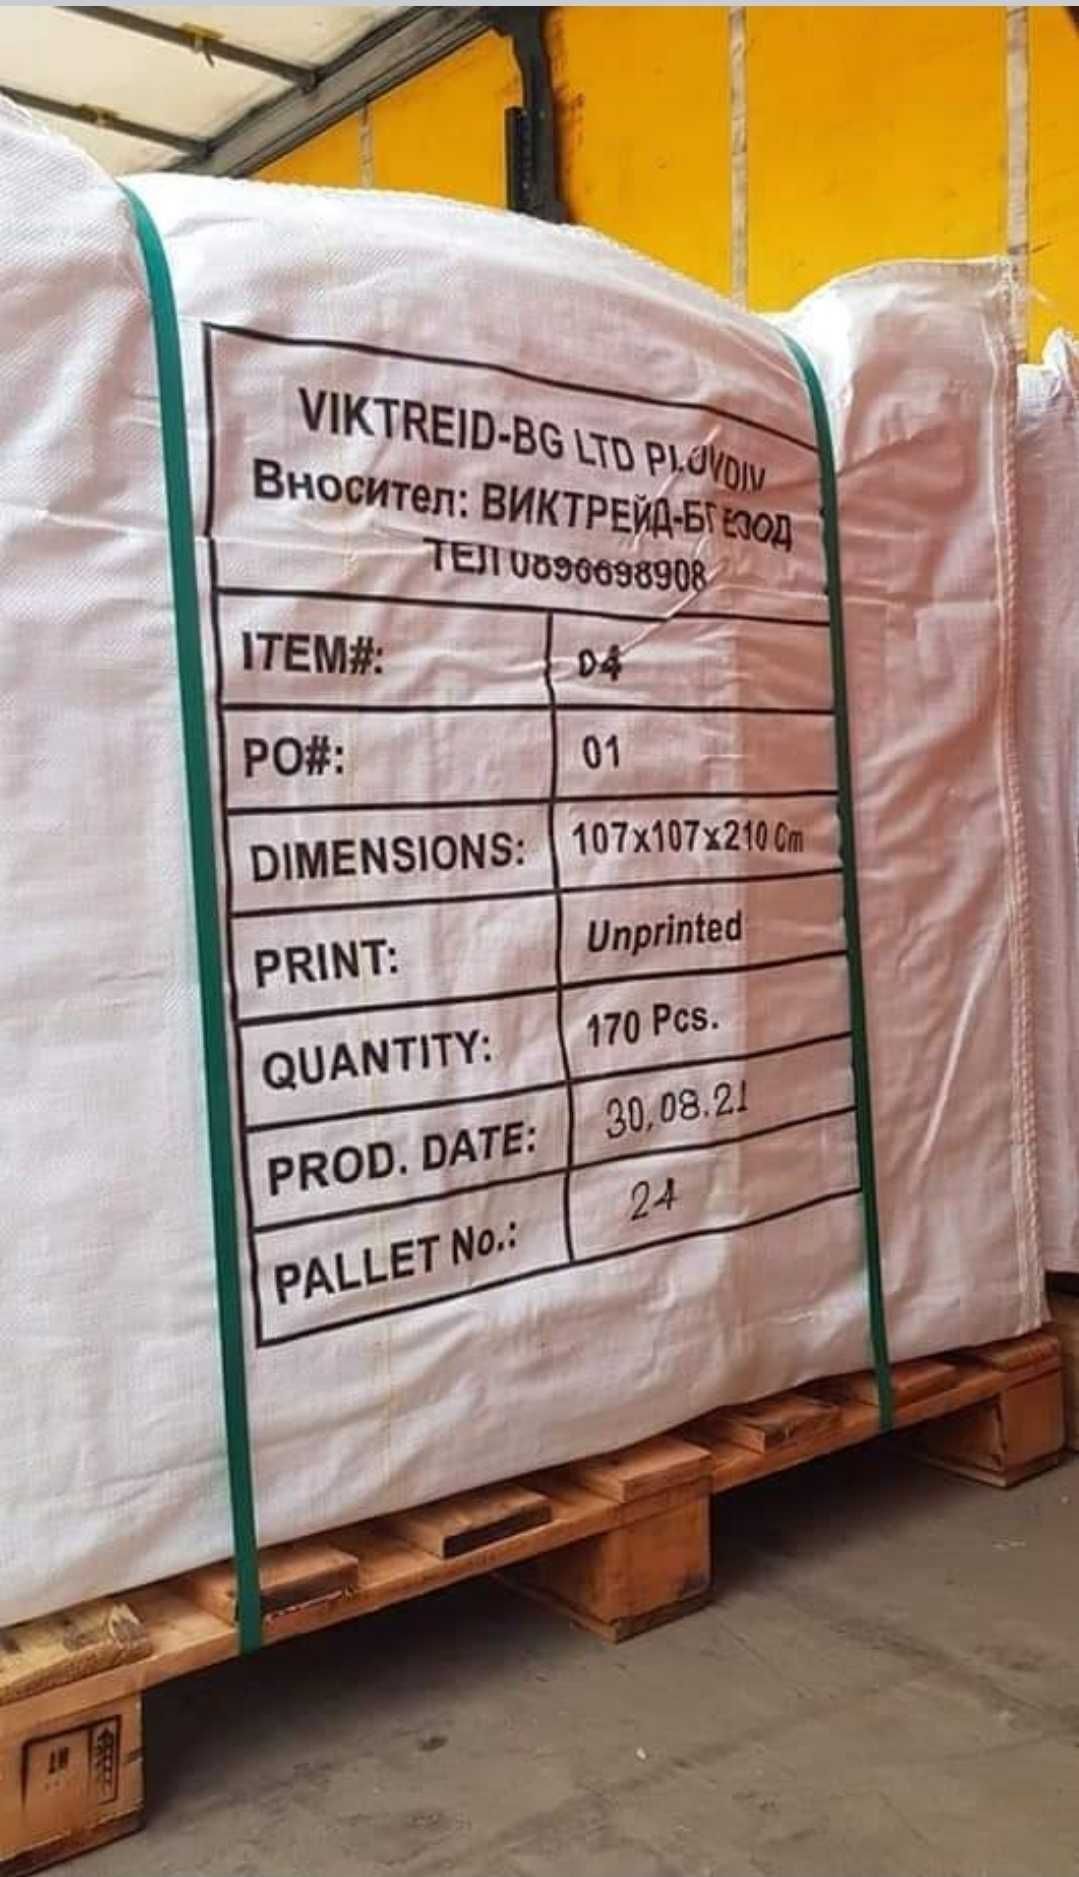 VIKTREID-BG LTD PLOVDIV
Вносител: ВИКТРЕЙД-БГ ЕООД
ТЕЛ 0896698908
ITEM#: 04
PO#: 01
DIMENSIONS: 107x107x210 Cm
PRINT: Unprinted
QUANTITY: 170 Pcs.
PROD. DATE: 30.08.21
PALLET No.: 24